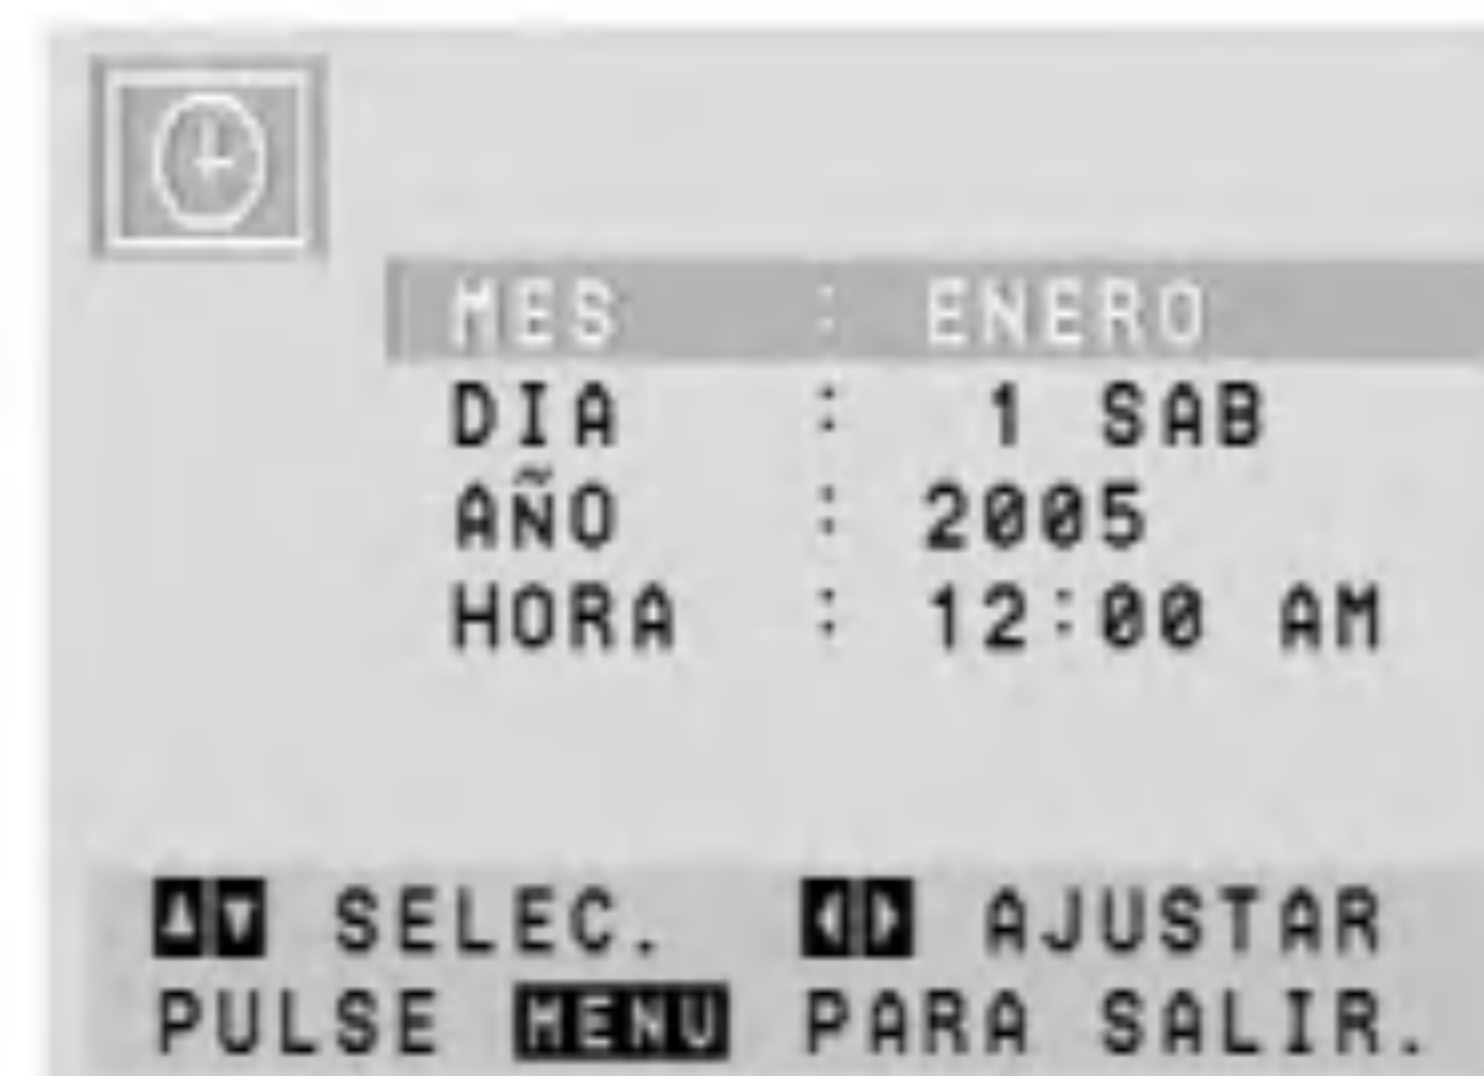 MES : ENERO
DIA : 1 SAB
AÑO : 2005
HORA : 12:00 AM
▲▼ SELEC. ◀▶ AJUSTAR
PULSE MENU PARA SALIR.